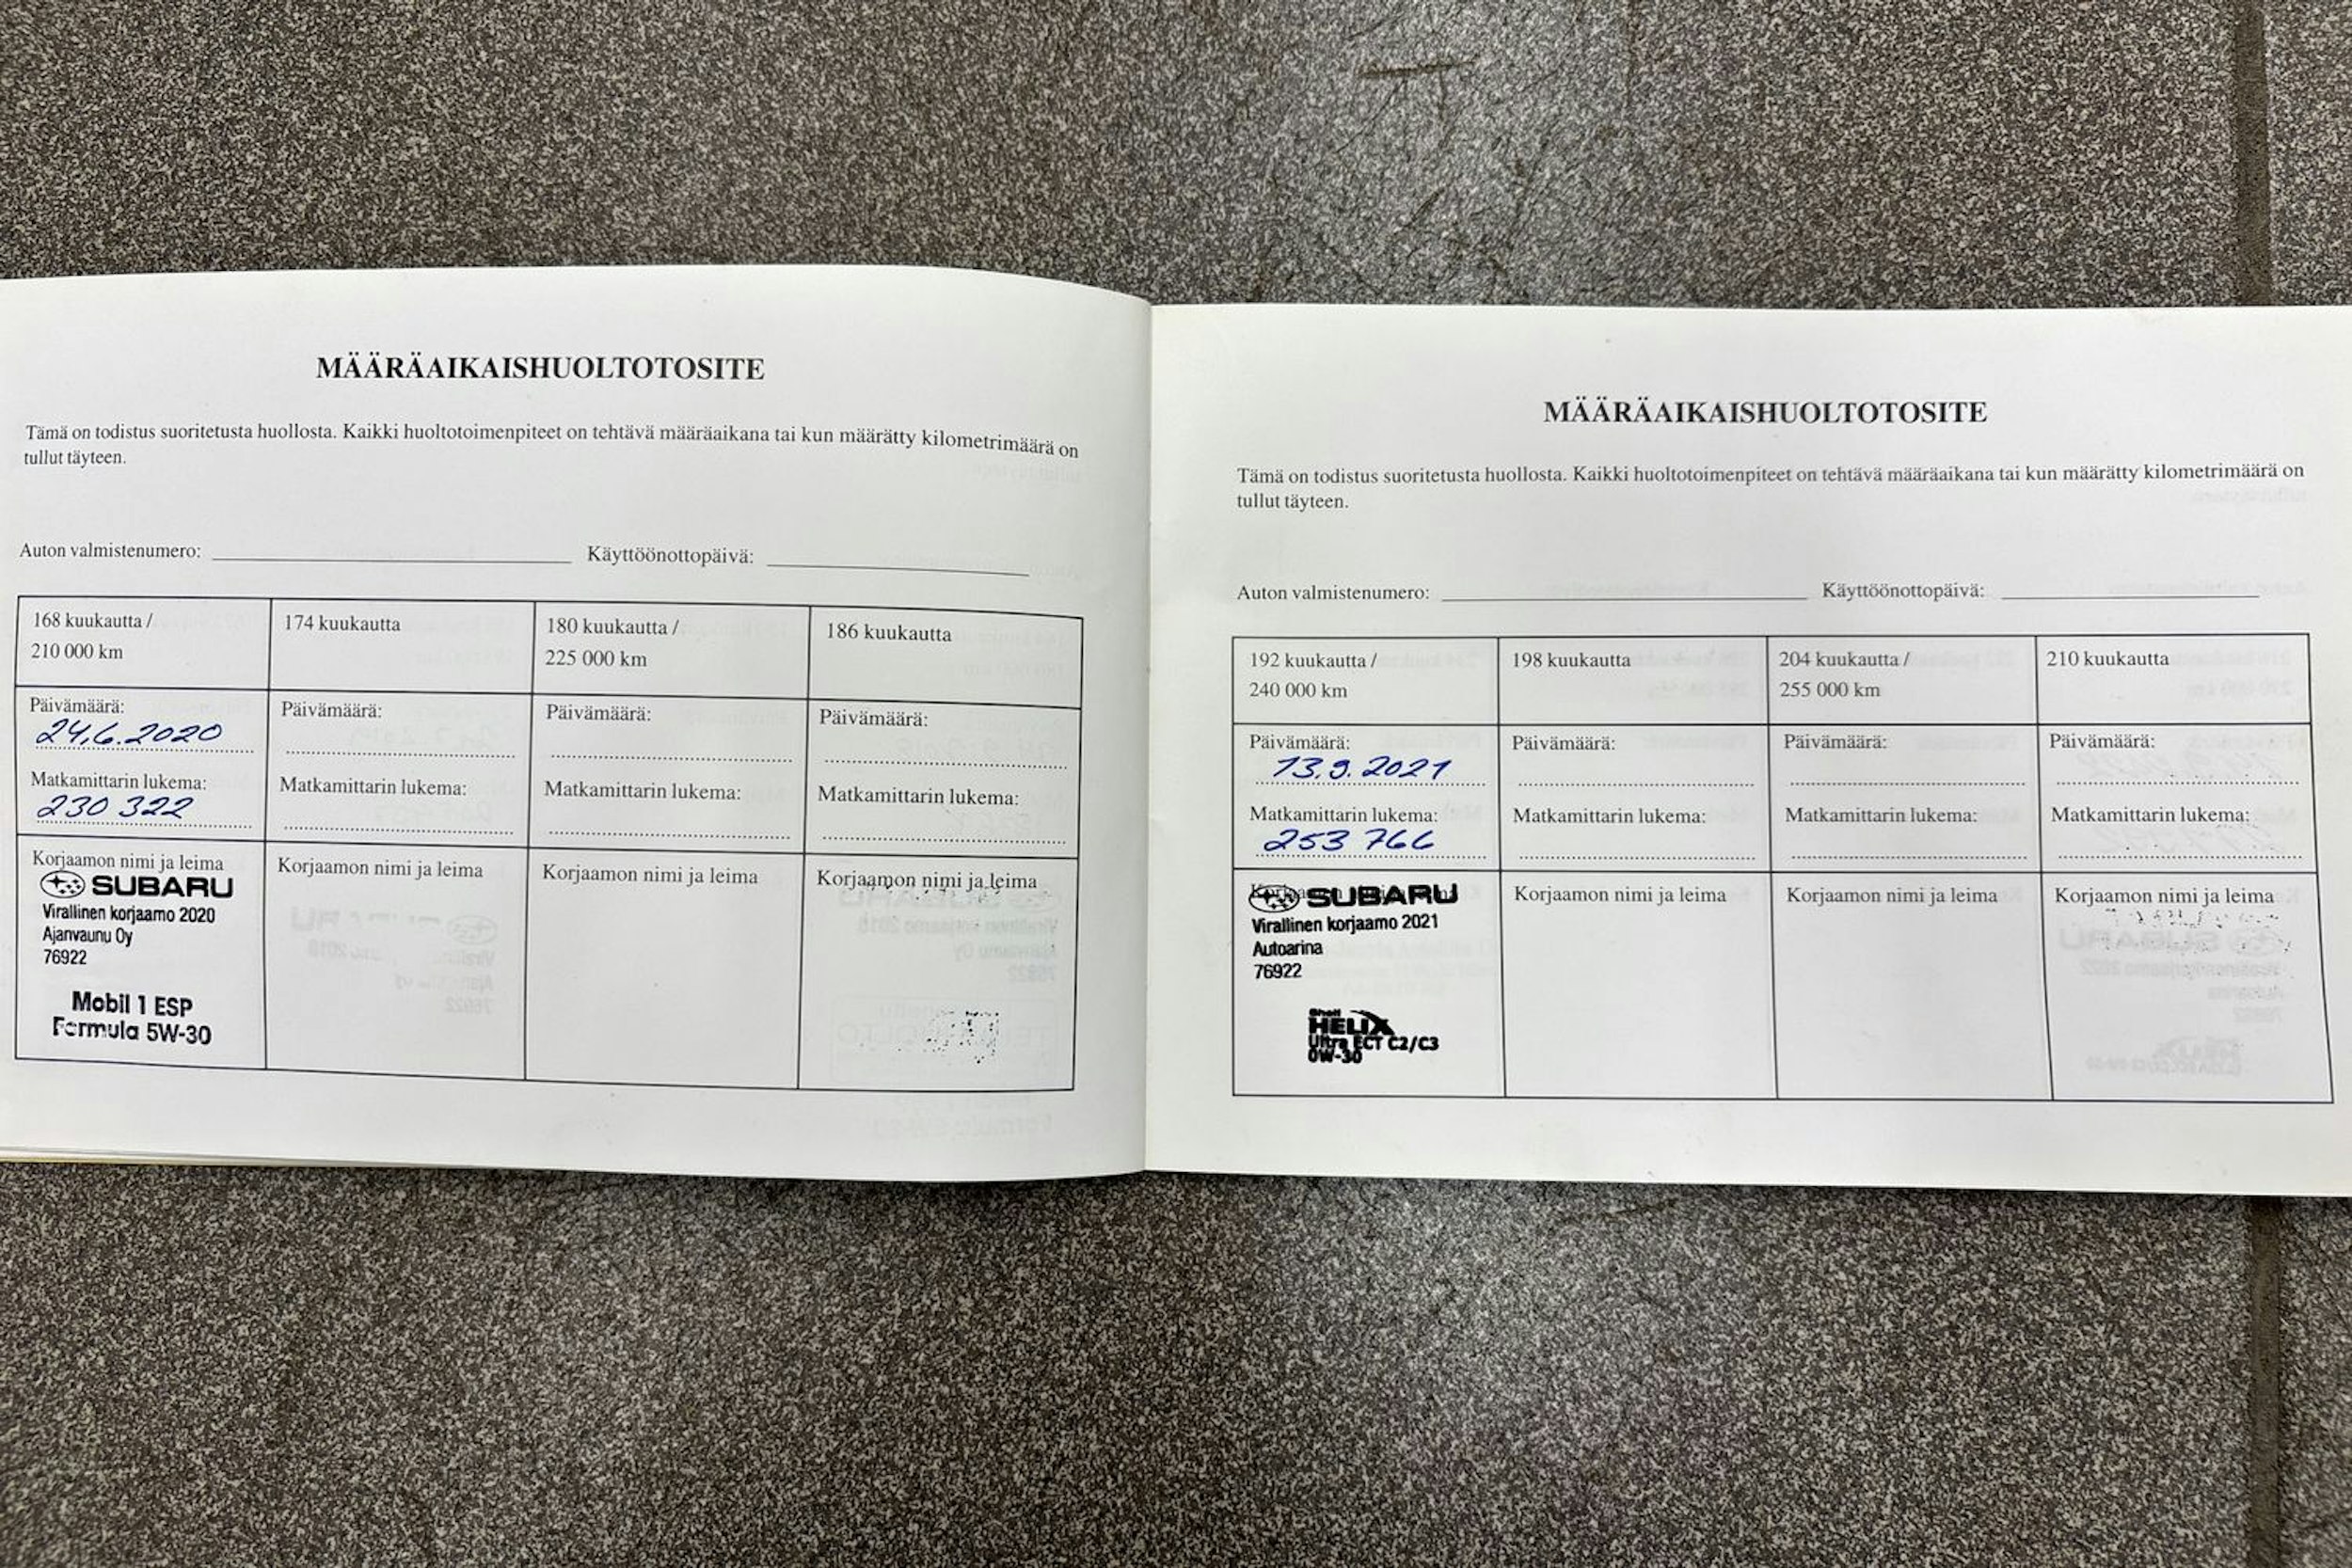 MÄÄRÄAIKAISHUOLTOTOSITE
Tämä on todistus suoritetusta huollosta. Kaikki huoltotoimenpiteet on tehtävä määräaikana tai kun määrätty kilometrimäärä on
tullut täyteen.
Auton valmistenumero: Käyttöönottopäivä:
168 kuukautta /
210 000 km
174 kuukautta
180 kuukautta /
225 000 km
186 kuukautta
Päivämäärä:
24.6.2020
Päivämäärä:
Päivämäärä:
Päivämäärä:
Matkamittarin lukema:
230 322
Matkamittarin lukema:
Matkamittarin lukema:
Matkamittarin lukema:
Korjaamon nimi ja leima
SUBARU
Virallinen korjaamo 2020
Ajanvaunu Oy
76922
Mobil 1 ESP
Formula 5W-30
Korjaamon nimi ja leima
Korjaamon nimi ja leima
Korjaamon nimi ja leima
MÄÄRÄAIKAISHUOLTOTOSITE
Tämä on todistus suoritetusta huollosta. Kaikki huoltotoimenpiteet on tehtävä määräaikana tai kun määrätty kilometrimäärä on
tullut täyteen.
Auton valmistenumero: Käyttöönottopäivä:
192 kuukautta /
240 000 km
198 kuukautta
204 kuukautta /
255 000 km
210 kuukautta
Päivämäärä:
13.9.2021
Päivämäärä:
Päivämäärä:
Päivämäärä:
Matkamittarin lukema:
253 766
Matkamittarin lukema:
Matkamittarin lukema:
Matkamittarin lukema:
SUBARU
Virallinen korjaamo 2021
Autoarina
76922
Shell
HELIX
Ultra ECT C2/C3
0W-30
Korjaamon nimi ja leima
Korjaamon nimi ja leima
Korjaamon nimi ja leima